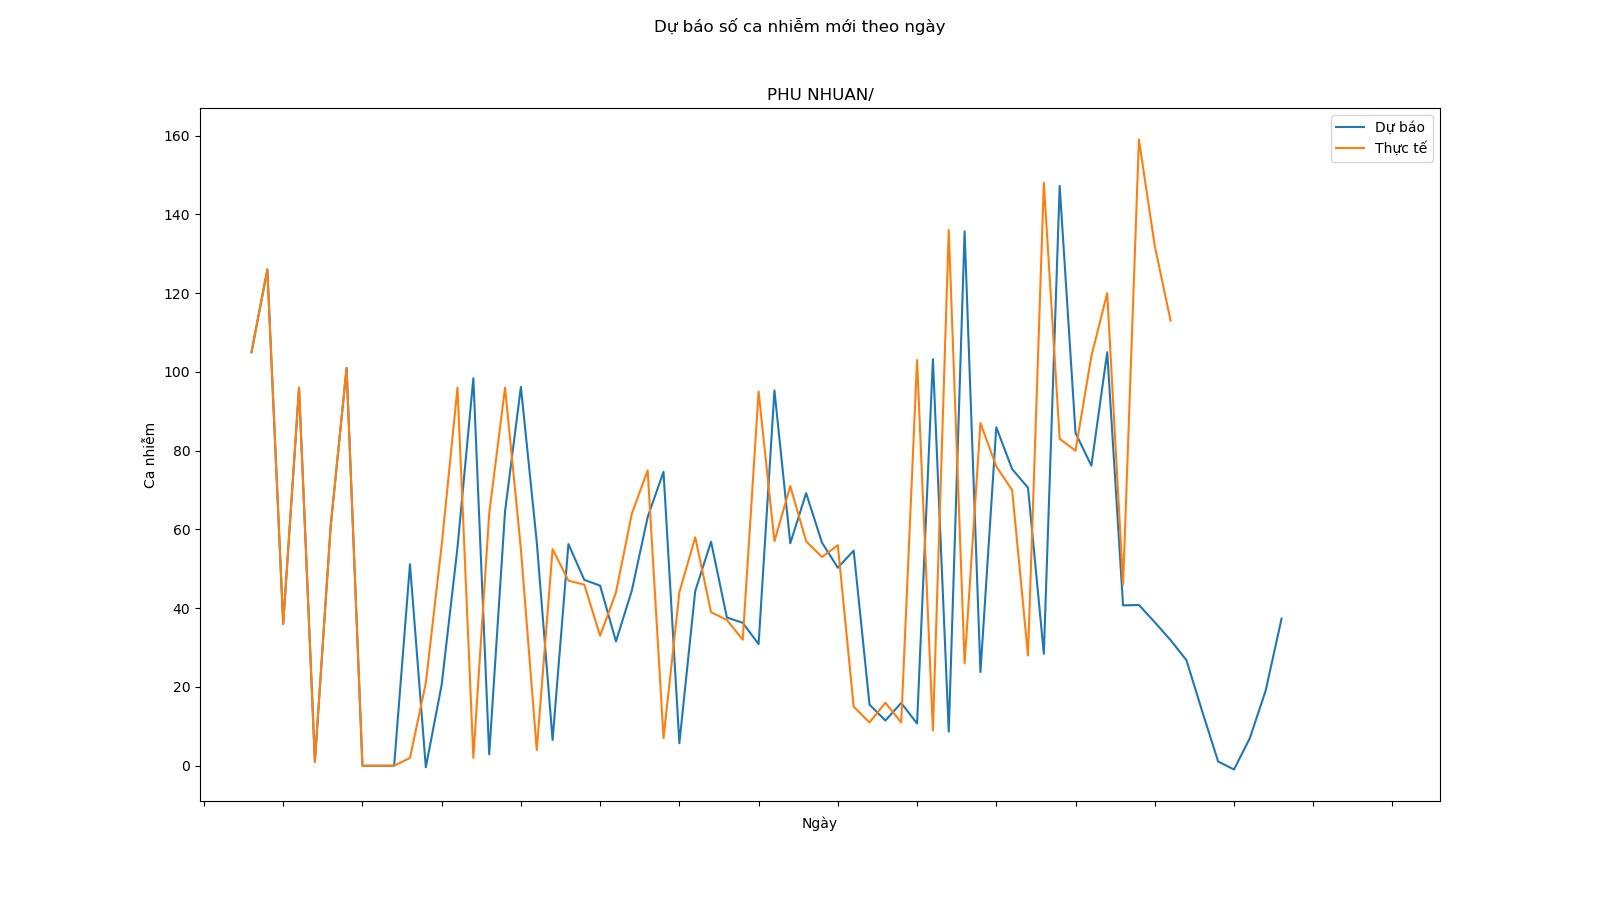 Dự báo số ca nhiễm mới theo ngày
PHU NHUAN/
Dự báo
Thực tế
160
140
120
100
80
60
40
20
0
Ca nhiễm
Ngày